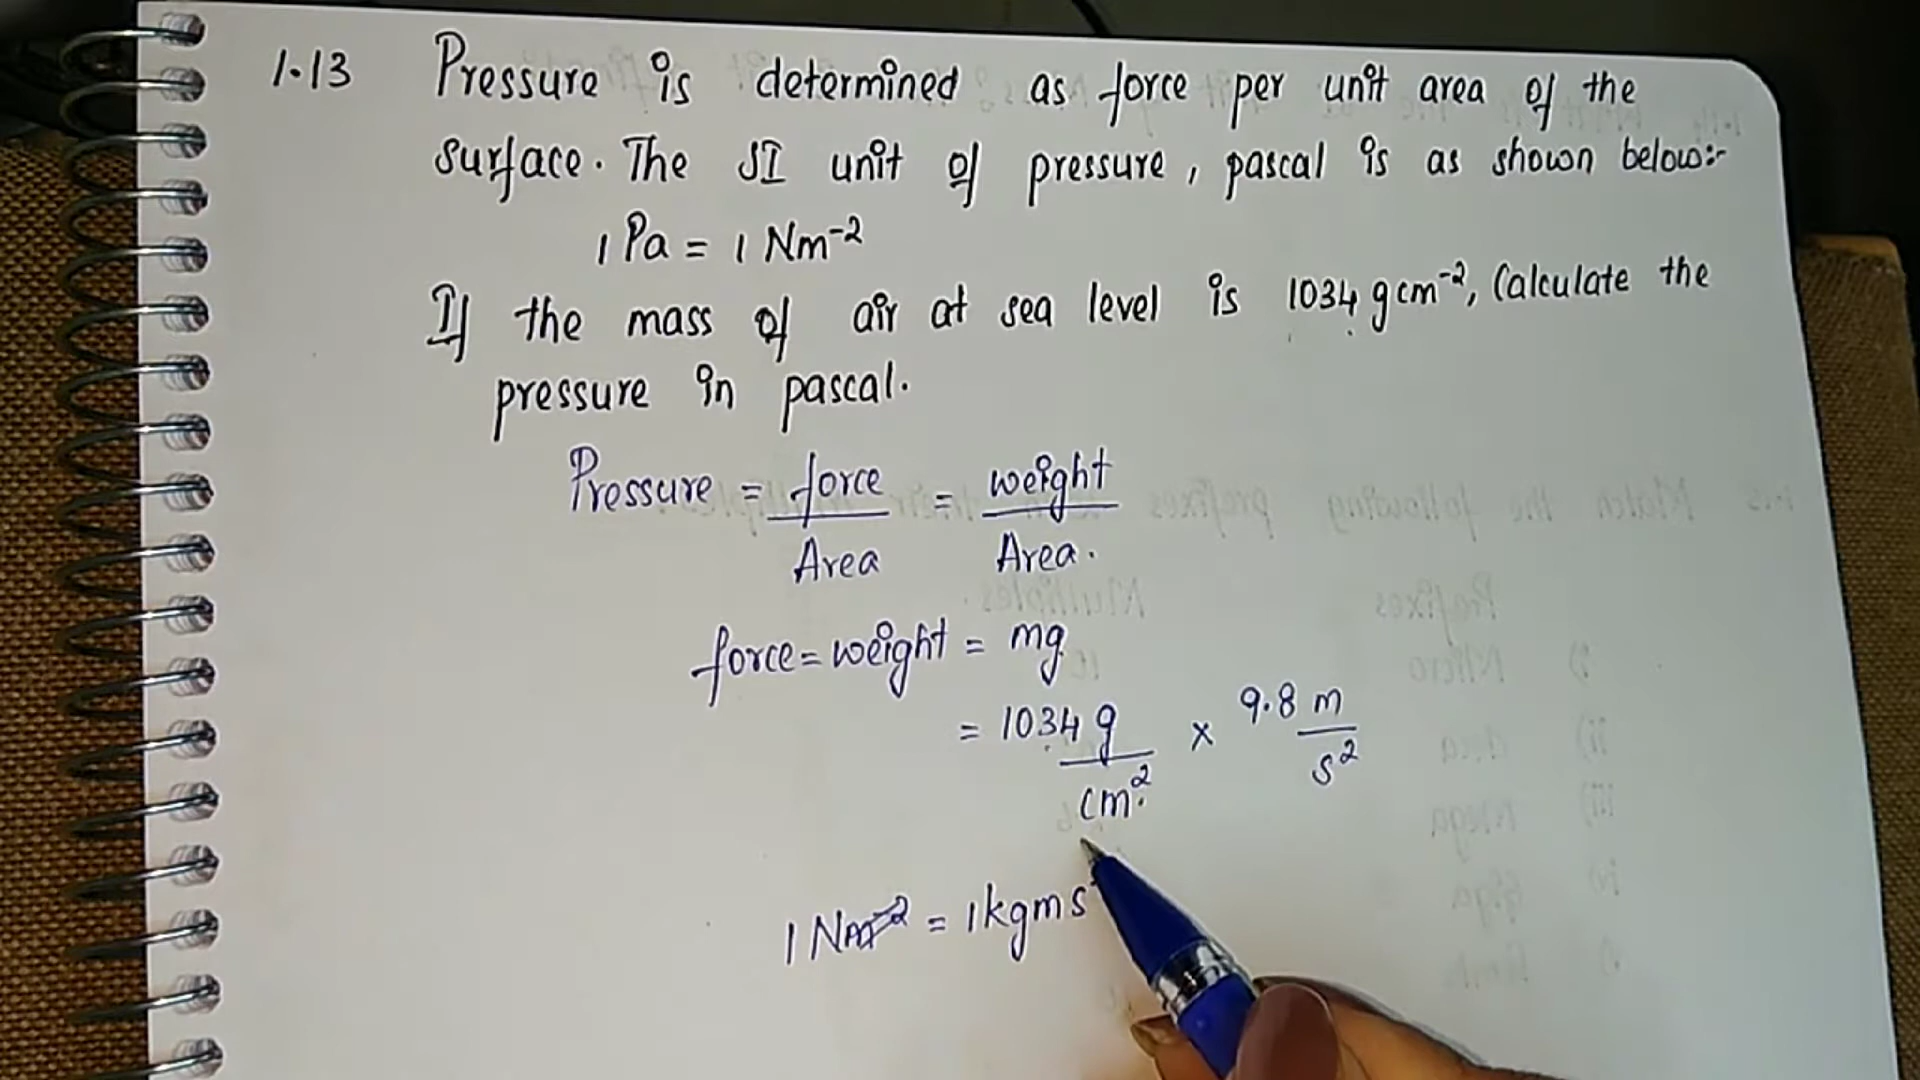 1.13 Pressure is determined as force per unit area of the
surface. The SI unit of pressure, pascal is as shown below:-
1 Pa = 1 Nm⁻²
If the mass of air at sea level is 1034 g cm⁻², Calculate the
pressure in pascal.
Pressure = force / Area = weight / Area.
force = weight = mg
= 1034 g / cm² × 9.8 m / s²
1 N = 1 kgms